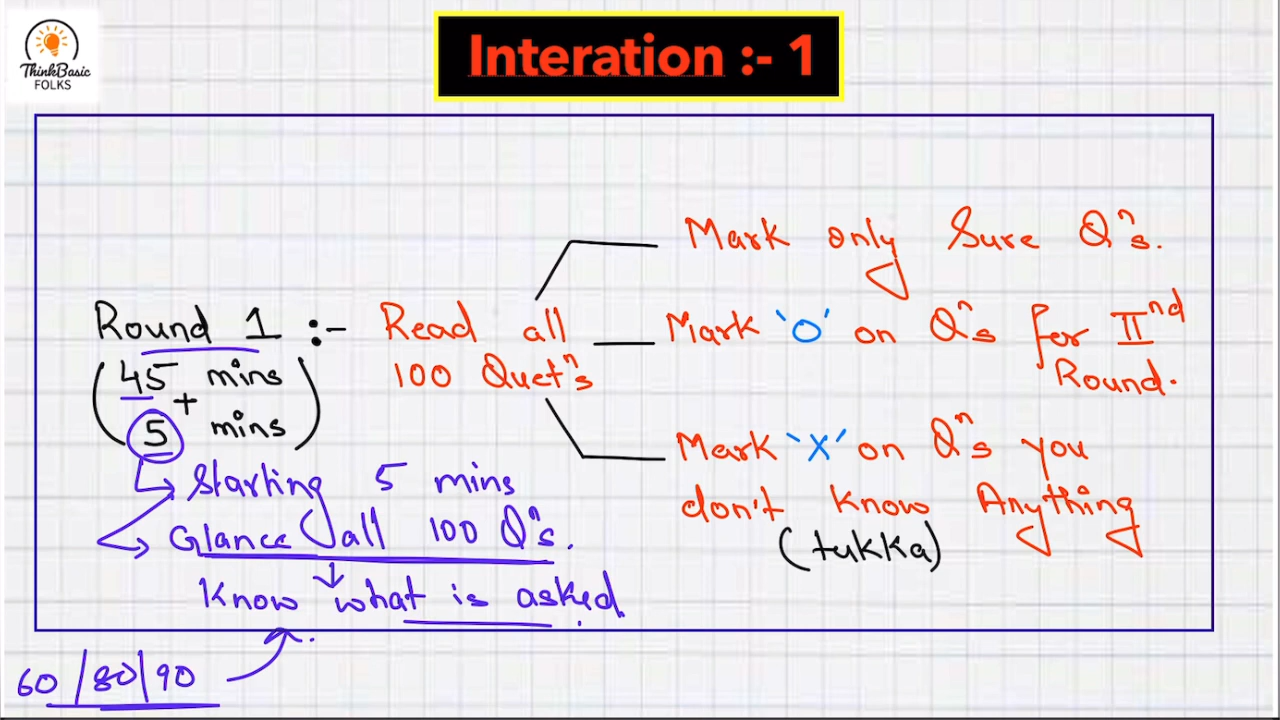 ThinkBasic
FOLKS
Interation :- 1
Round 1 :-
(45 mins
+
5 mins)
Starting 5 mins
Glance all 100 Qⁿs.
Know what is asked.
60/80/90
Read all
100 Quetⁿs
Mark only Sure Qⁿs.
Mark 'O' on Qⁿs for IIⁿᵈ
Round.
Mark 'X' on Qⁿs you
don't know Anything
(tukka)